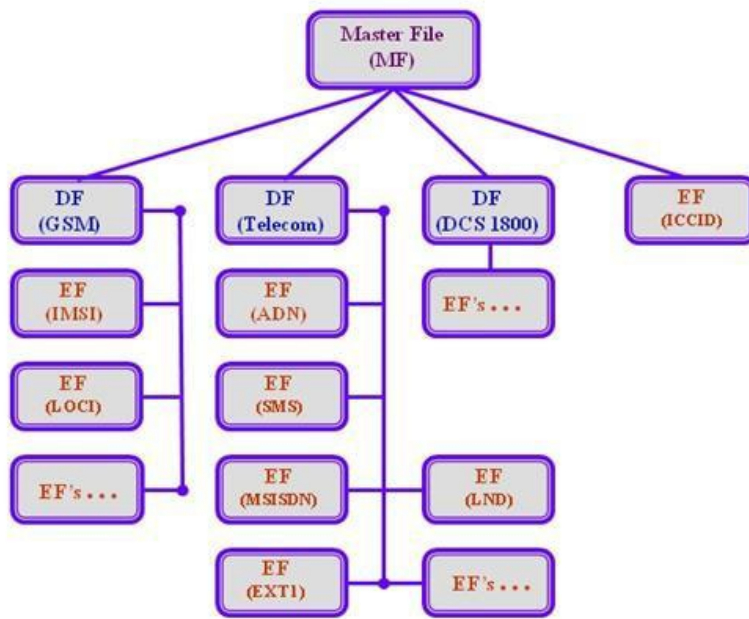 Master File
(MF)
DF
(GSM)
DF
(Telecom)
DF
(DCS 1800)
EF
(ICCID)
EF
(IMSI)
EF
(ADN)
EF's...
EF
(LOCI)
EF
(SMS)
EF's...
EF
(MSISDN)
EF
(LND)
EF
(EXT1)
EF's...